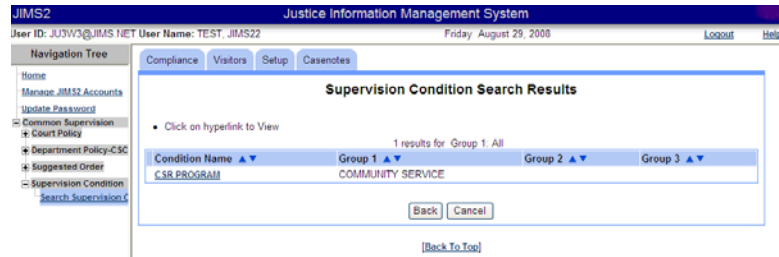 JIMS2 Justice Information Management System
User ID: JU3W3@JIMS.NET User Name: TEST, JIMS22 Friday August 29, 2008 Logout Help
Navigation Tree
Compliance Visitors Setup Casenotes
Home
Manage JIMS2 Accounts
Update Password
Common Supervision
Court Policy
Department Policy-CSC
Suggested Order
Supervision Condition
Search Supervision C
Supervision Condition Search Results
Click on hyperlink to View
1 results for Group 1: All
Condition Name Group 1 Group 2 Group 3
CSR PROGRAM COMMUNITY SERVICE
Back Cancel
[Back To Top]